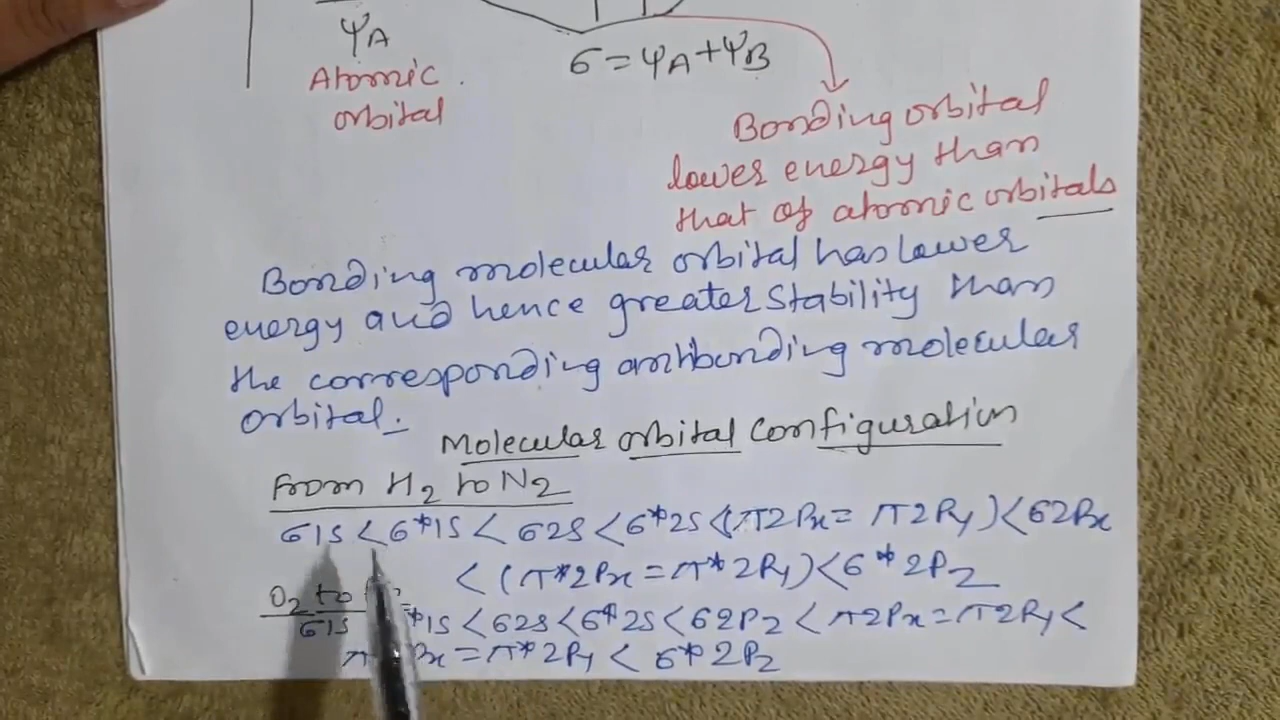 ΨA
σ=ΨA+ΨB
Atomic
orbital
Bonding orbital
lower energy than
that of atomic orbitals
Bonding molecular orbital has lower
energy and hence greater stability than
the corresponding antibonding molecular
orbital.
Molecular orbital configuration
From H2 to N2
σ1s < σ*1s < σ2s < σ*2s < (π2Px = π2Py) < σ2Px
< (π*2Px = π*2Py) < σ*2Pz
O2 to
σ1s *1s < σ2s < σ*2s < σ2Pz < π2Px = π2Py <
Px = π*2Py < σ*2Pz